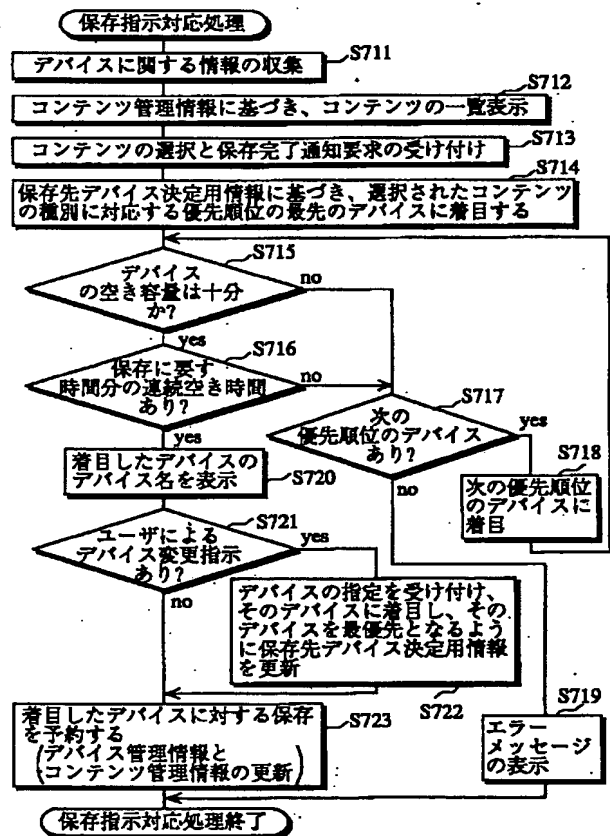 保存指示対応処理
S711
デバイスに関する情報の収集
S712
コンテンツ管理情報に基づき、コンテンツの一覧表示
S713
コンテンツの選択と保存完了通知要求の受け付け
S714
保存先デバイス決定用情報に基づき、選択されたコンテンツ
の種別に対応する優先順位の最先のデバイスに着目する
S715
デバイス
の空き容量は十分
か?
no
yes
S716
保存に要す
時間分の連続空き時間
あり?
no
yes
S717
次の
優先順位のデバイス
あり?
yes
no
S718
次の優先順位
のデバイスに
着目
着目したデバイスの
デバイス名を表示
S720
S721
ユーザによる
デバイス変更指示
あり?
yes
no
デバイスの指定を受け付け、
そのデバイスに着目し、その
デバイスを最優先となるよう
に保存先デバイス決定用情報
を更新
S722
S719
エラー
メッセージ
の表示
着目したデバイスに対する保存
を予約する
(デバイス管理情報と
コンテンツ管理情報の更新)
S723
保存指示対応処理終了